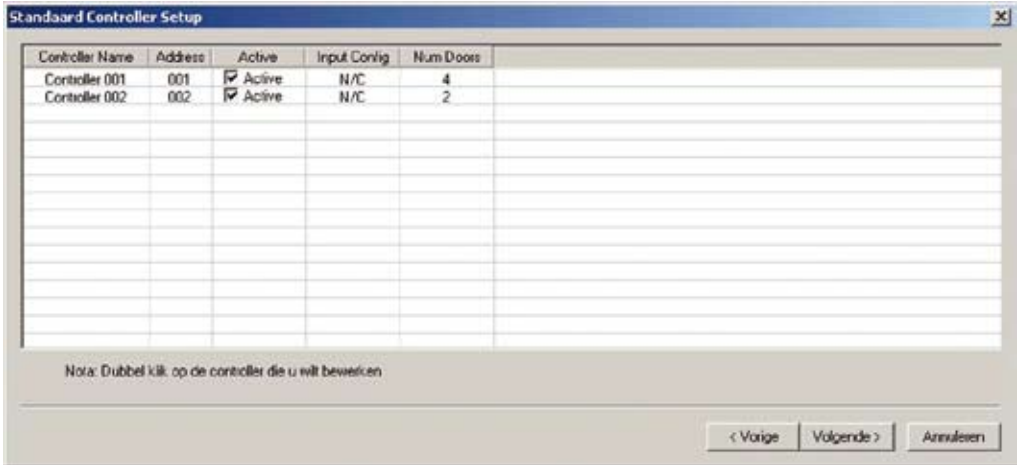 Standaard Controller Setup
Controller Name Address Active Input Config Num Doors
Controller 001 001 Active N/C 4
Controller 002 002 Active N/C 2
Nota: Dubbel klik op de controller die u wilt bewerken
< Vorige Volgende > Annuleren